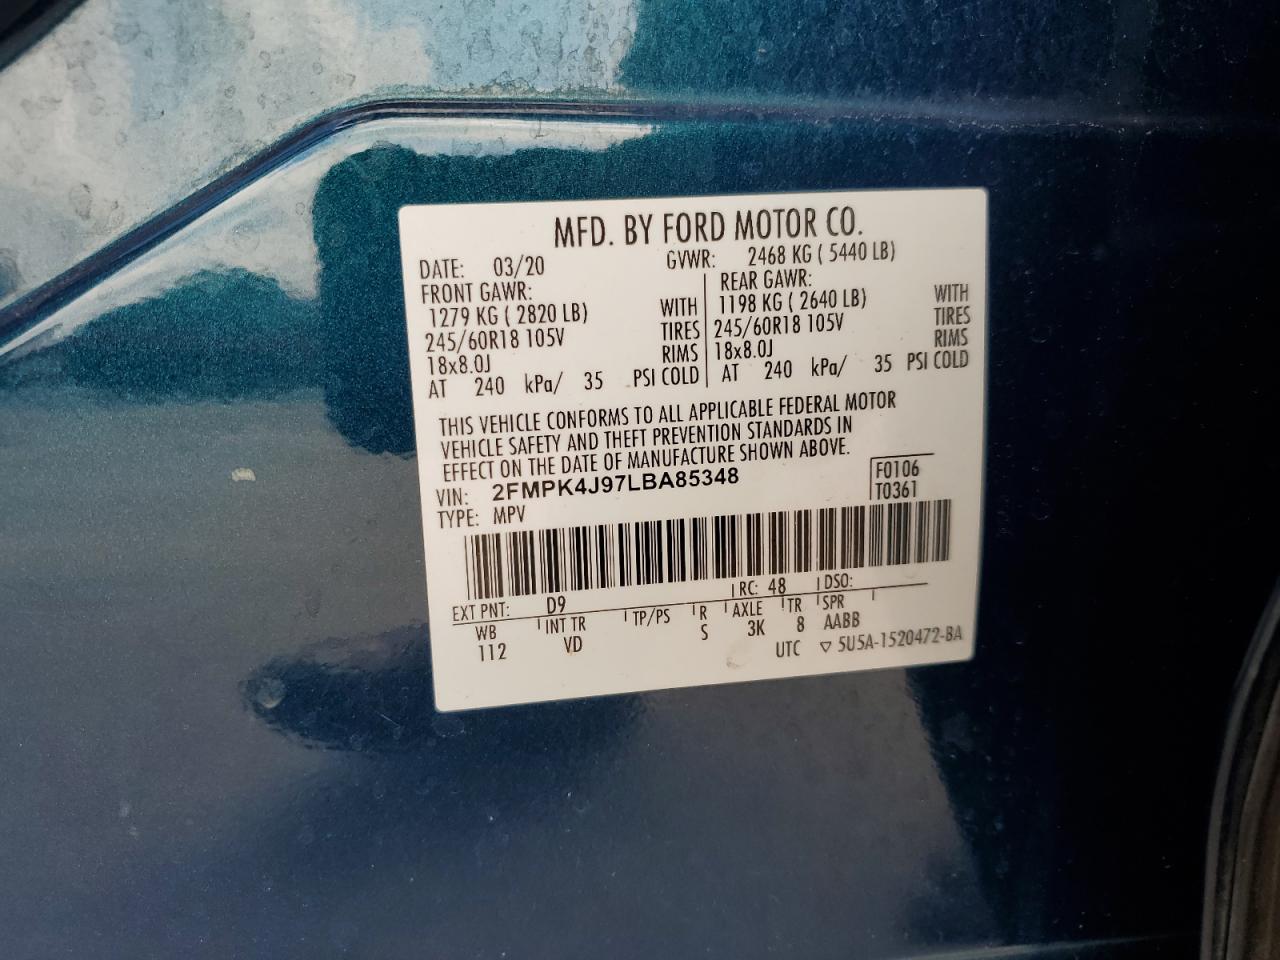 MFD. BY FORD MOTOR CO.
DATE: 03/20 GVWR: 2468 KG ( 5440 LB)
FRONT GAWR: REAR GAWR:
1279 KG ( 2820 LB) WITH 1198 KG ( 2640 LB) WITH
245/60R18 105V TIRES 245/60R18 105V TIRES
18x8.0J RIMS 18x8.0J RIMS
AT 240 kPa/ 35 PSI COLD AT 240 kPa/ 35 PSI COLD
THIS VEHICLE CONFORMS TO ALL APPLICABLE FEDERAL MOTOR
VEHICLE SAFETY AND THEFT PREVENTION STANDARDS IN
EFFECT ON THE DATE OF MANUFACTURE SHOWN ABOVE.
VIN: 2FMPK4J97LBA85348 F0106
TYPE: MPV T0361
EXT PNT: D9 RC: 48 DSO:
WB INT TR TP/PS R AXLE TR SPR
112 VD S 3K 8 AABB
UTC ▽ 5U5A-1520472-BA